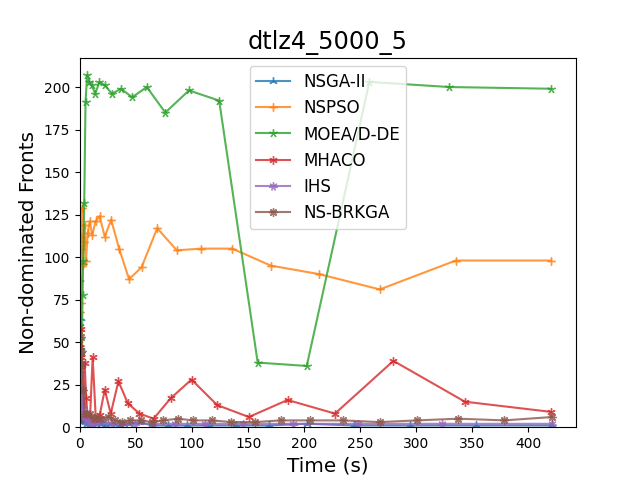 dtlz4_5000_5
Non-dominated Fronts
200
175
150
125
100
75
50
25
0
NSGA-II
NSPSO
MOEA/D-DE
MHACO
IHS
NS-BRKGA
0 50 100 150 200 250 300 350 400
Time (s)